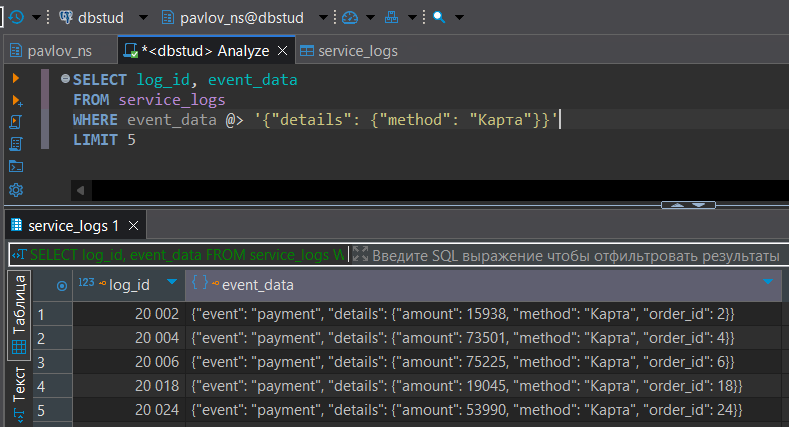 dbstud pavlov_ns@dbstud
pavlov_ns *<dbstud> Analyze service_logs
SELECT log_id, event_data
FROM service_logs
WHERE event_data @> '{"details": {"method": "Карта"}}'
LIMIT 5
service_logs 1
SELECT log_id, event_data FROM service_logs W Введите SQL выражение чтобы отфильтровать результаты
Таблица
Текст
123 log_id {} event_data
1 20 002 {"event": "payment", "details": {"amount": 15938, "method": "Карта", "order_id": 2}}
2 20 004 {"event": "payment", "details": {"amount": 73501, "method": "Карта", "order_id": 4}}
3 20 006 {"event": "payment", "details": {"amount": 75225, "method": "Карта", "order_id": 6}}
4 20 018 {"event": "payment", "details": {"amount": 19045, "method": "Карта", "order_id": 18}}
5 20 024 {"event": "payment", "details": {"amount": 53990, "method": "Карта", "order_id": 24}}